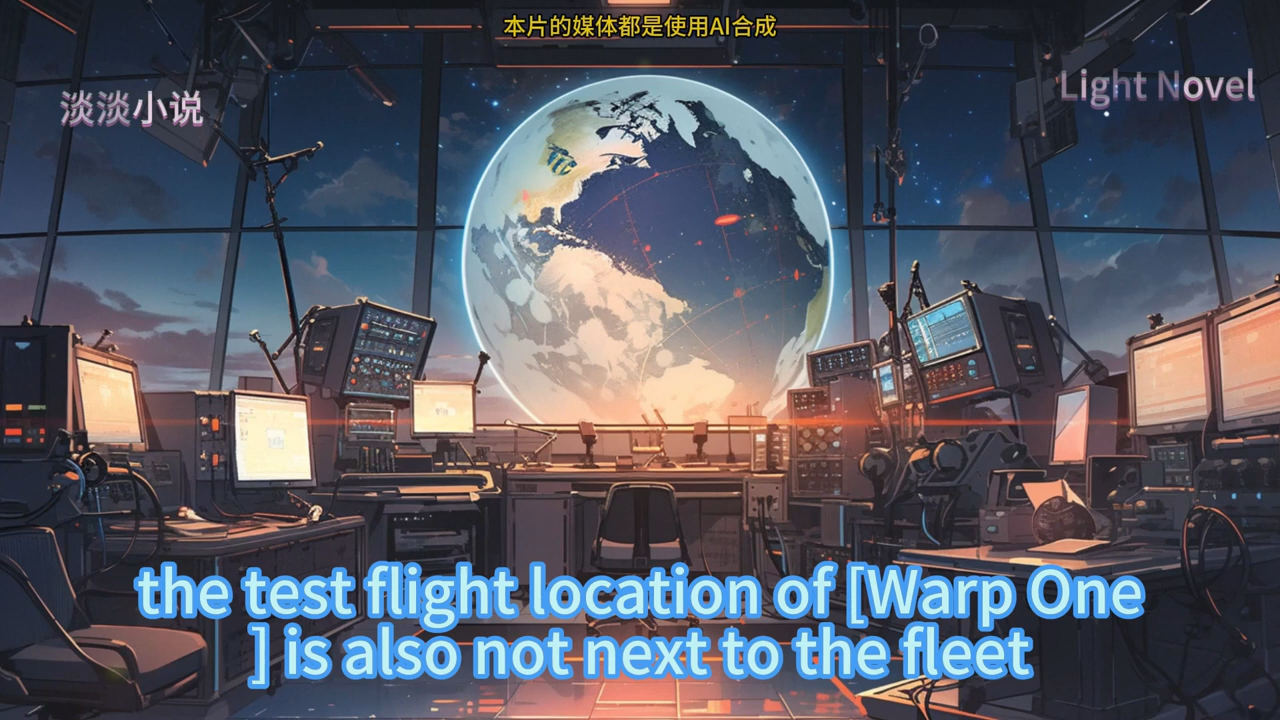 本片的媒体都是使用AI合成
淡淡小说
Light Novel
the test flight location of [Warp One
] is also not next to the fleet